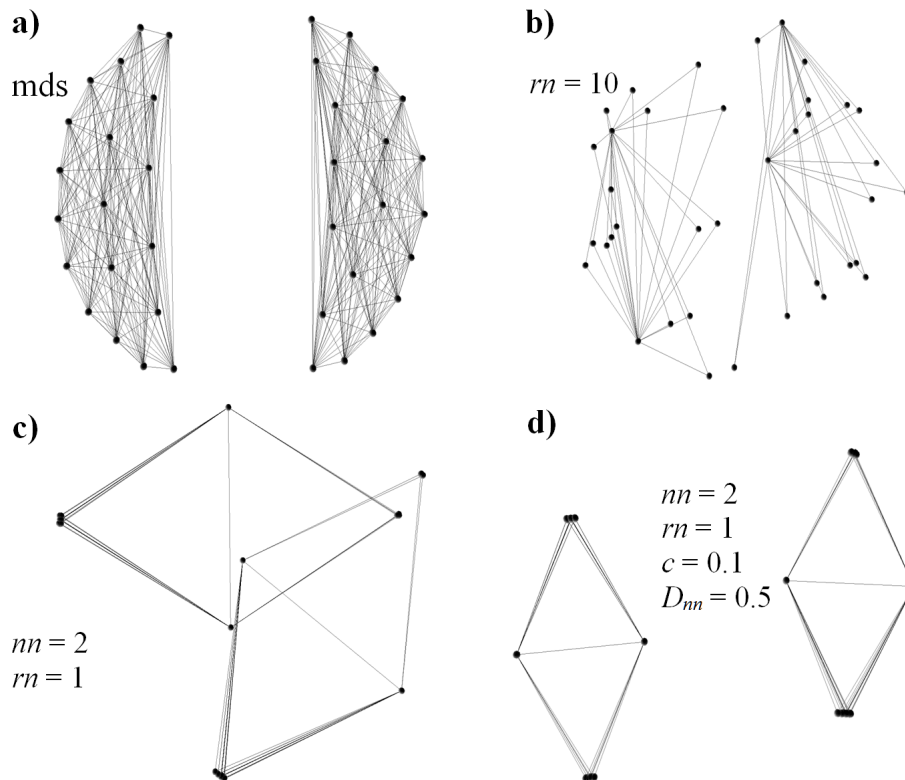 a)
mds
b)
rn = 10
c)
nn = 2
rn = 1
d)
nn = 2
rn = 1
c = 0.1
Dnn = 0.5